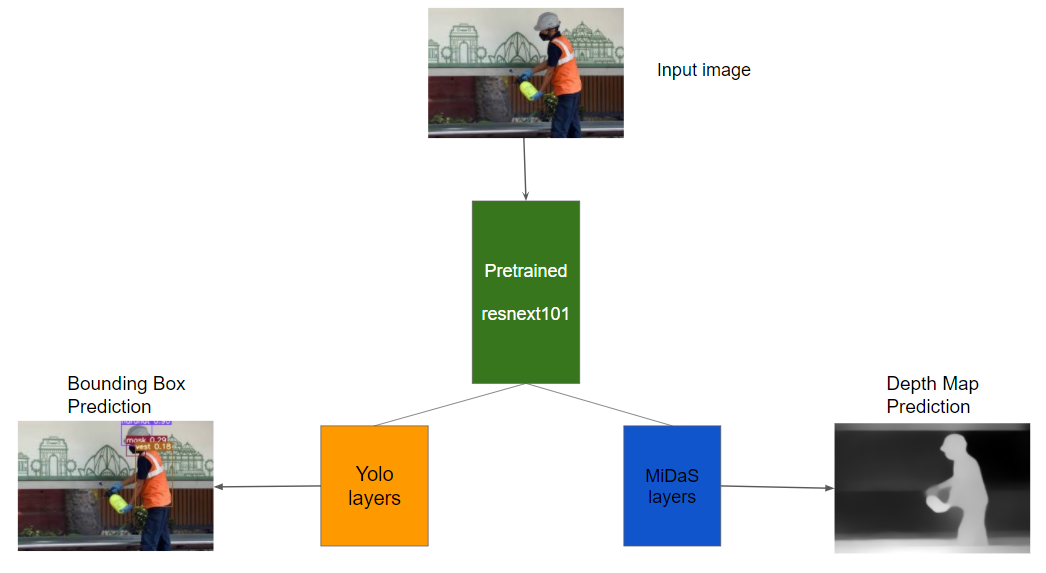 Input image
Pretrained
resnext101
Bounding Box
Prediction
Depth Map
Prediction
mask 0.29
vest 0.18
Yolo
layers
MiDaS
layers